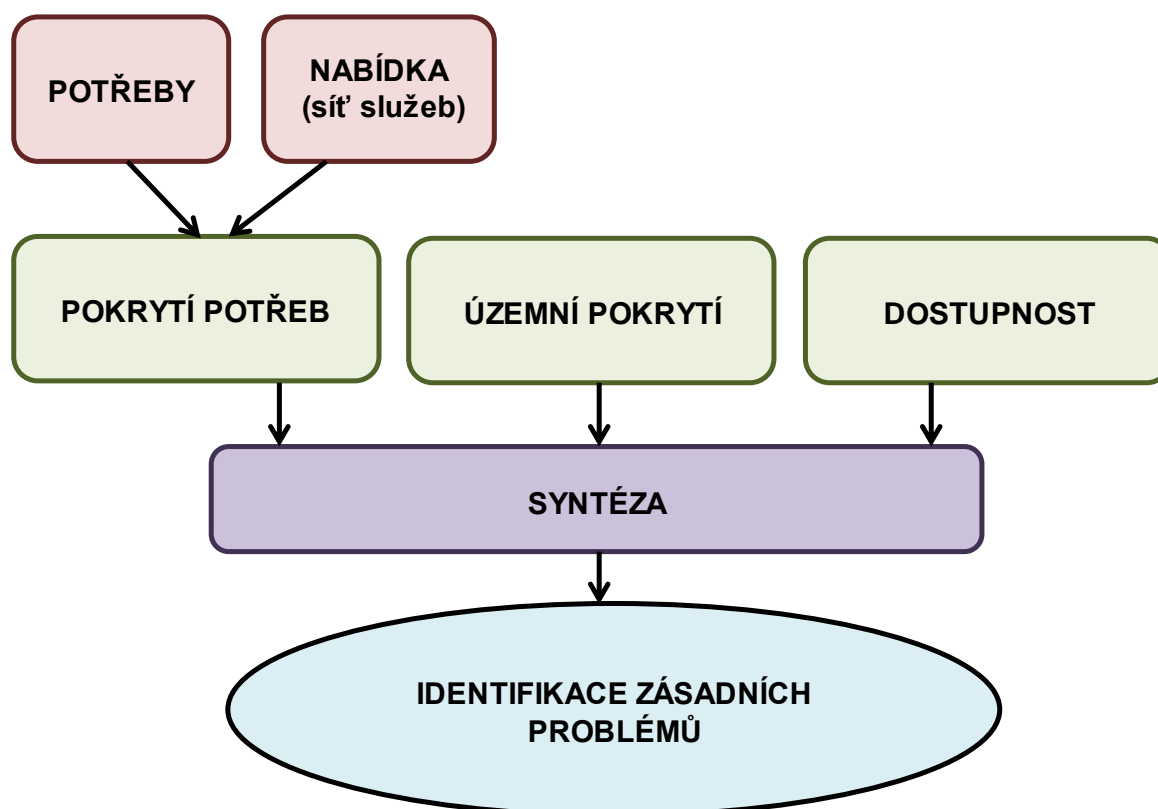 POTŘEBY
NABÍDKA
(síť služeb)
POKRYTÍ POTŘEB
ÚZEMNÍ POKRYTÍ
DOSTUPNOST
SYNTÉZA
IDENTIFIKACE ZÁSADNÍCH
PROBLÉMŮ